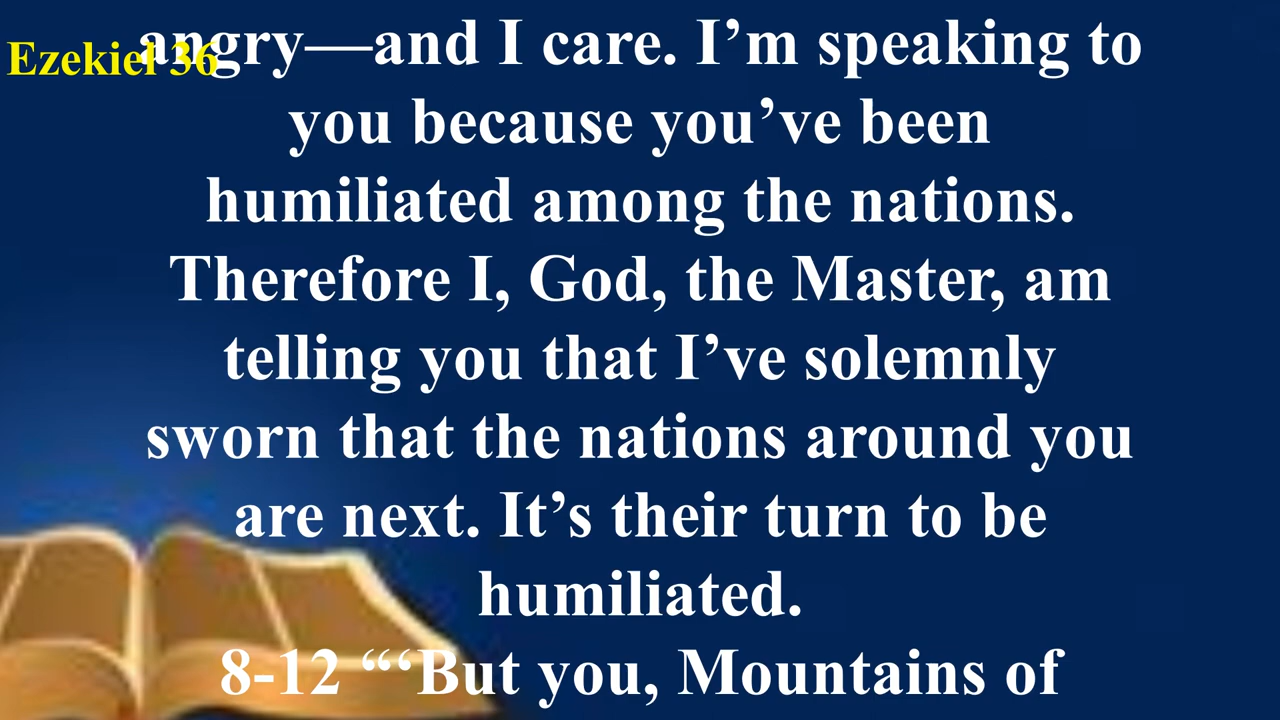 Ezekiel 36
angry—and I care. I’m speaking to
you because you’ve been
humiliated among the nations.
Therefore I, God, the Master, am
telling you that I’ve solemnly
sworn that the nations around you
are next. It’s their turn to be
humiliated.
8-12 “‘But you, Mountains of